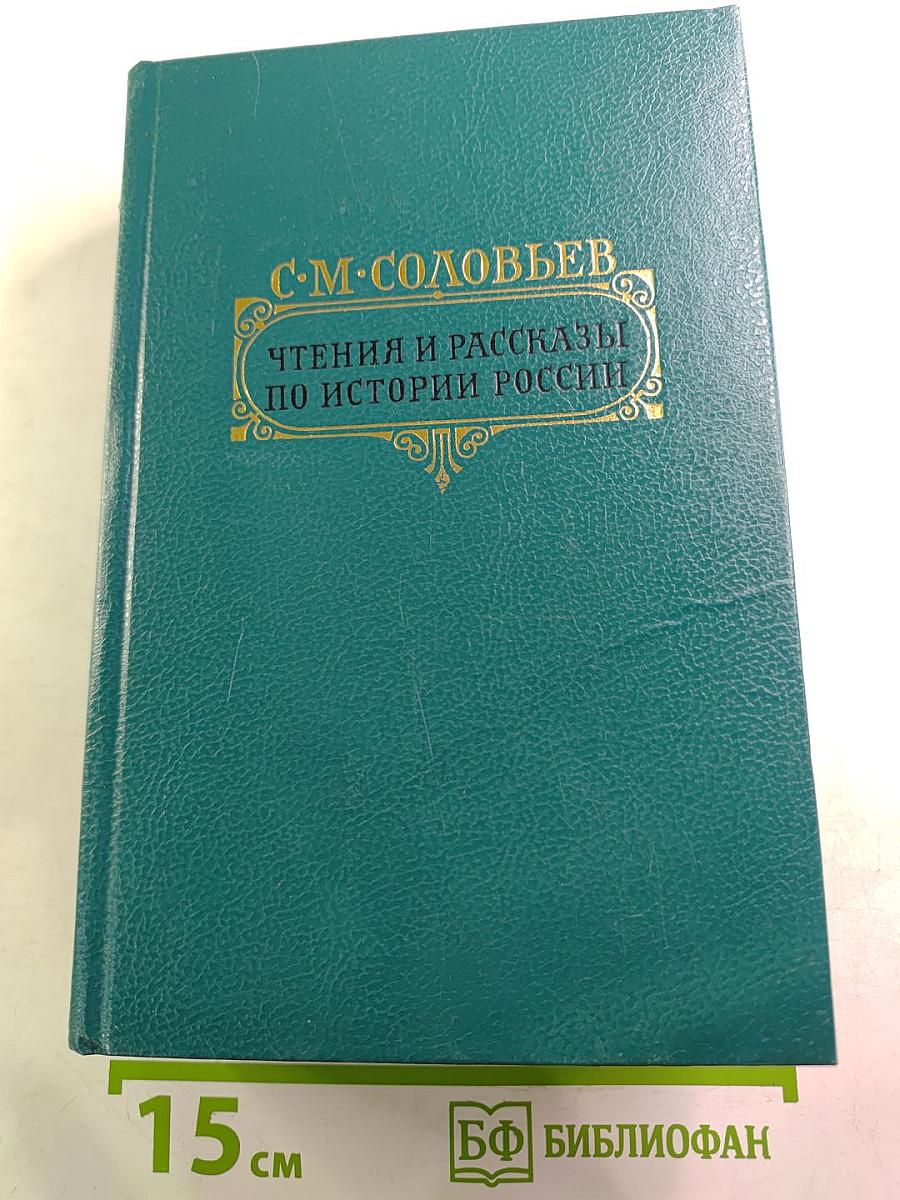 С·М·СОЛОВЬЕВ
ЧТЕНИЯ И РАССКАЗЫ
ПО ИСТОРИИ РОССИИ
15 см
БФ БИБЛИОФАН